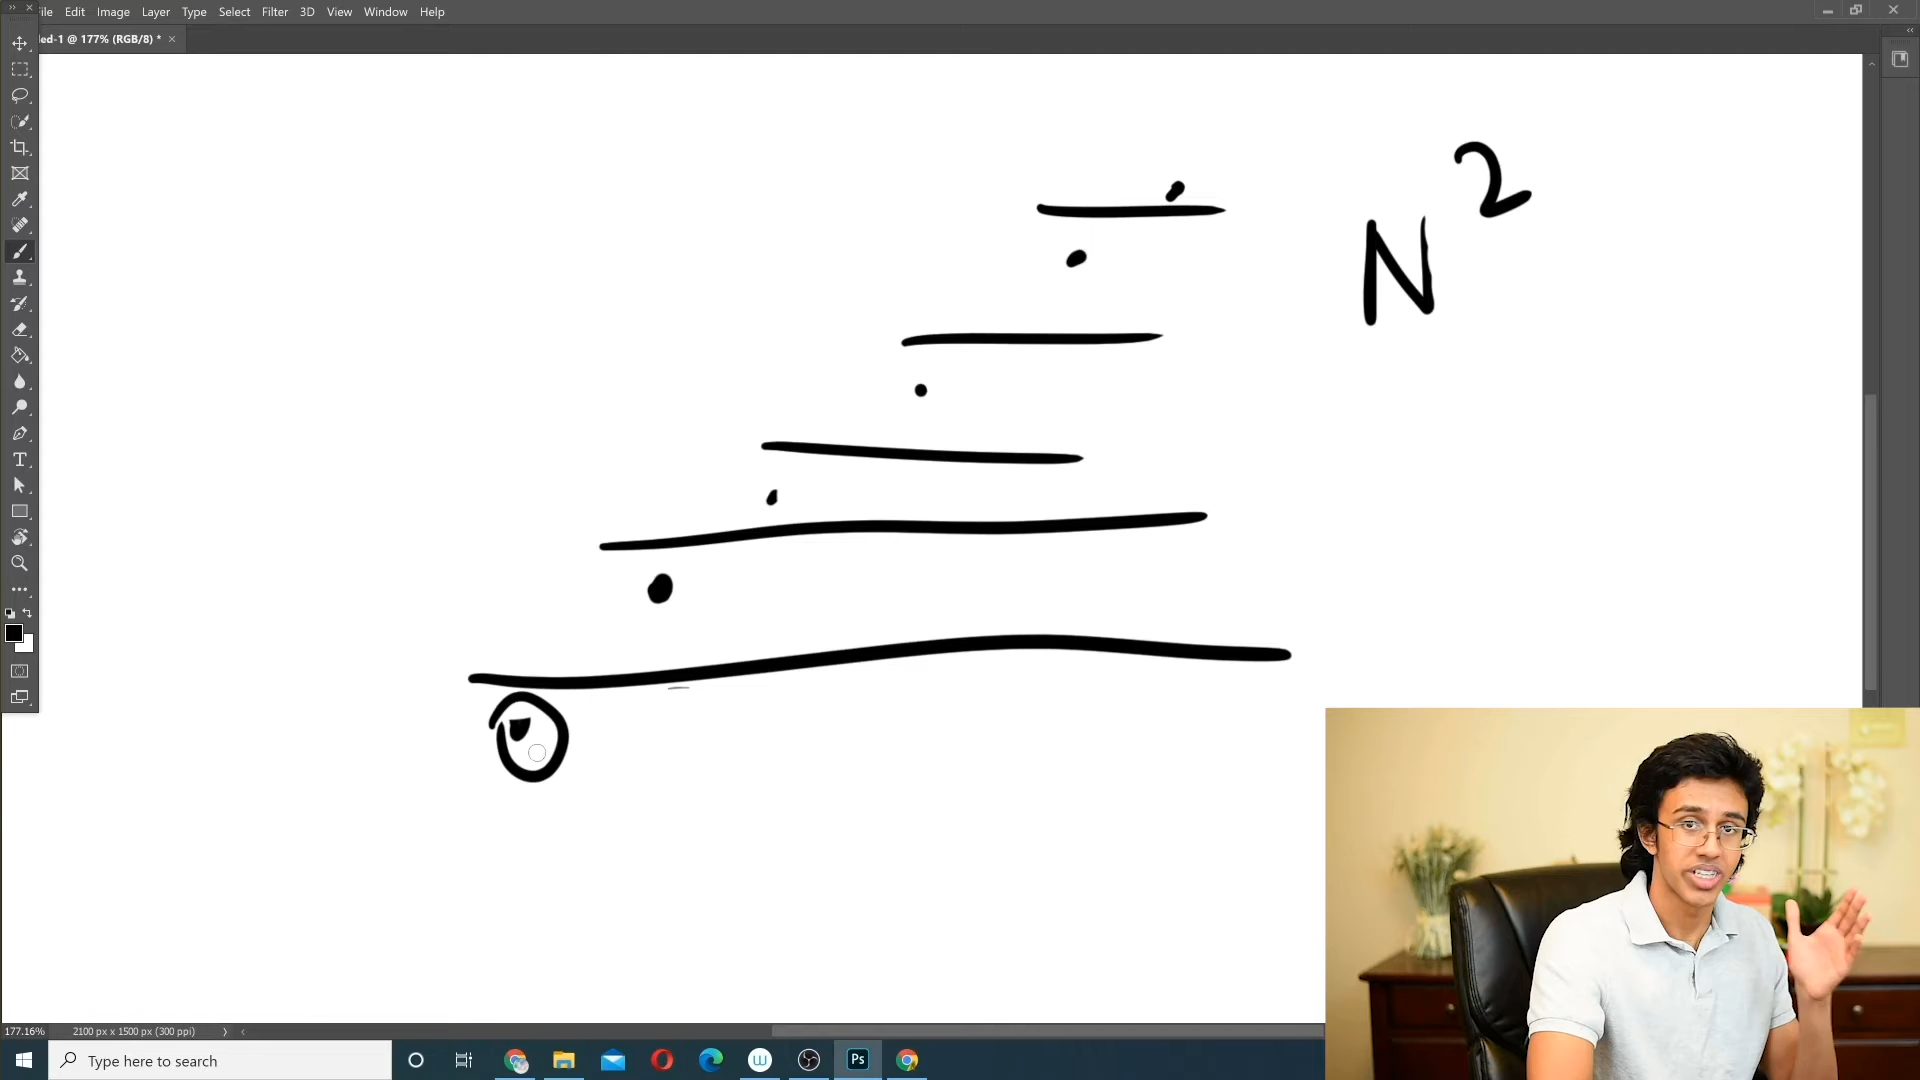 ile Edit Image Layer Type Select Filter 3D View Window Help
led-1 @ 177% (RGB/8) *
N²
177.16% 2100 px x 1500 px (300 ppi)
Type here to search
Ps